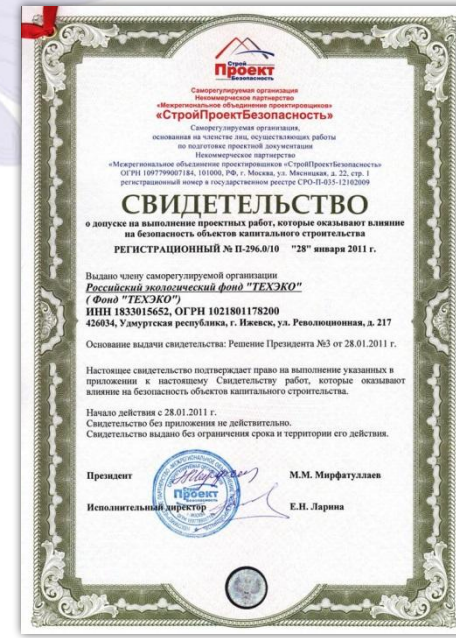 Строй
Проект
Безопасность
Саморегулируемая организация
Некоммерческое партнерство
«Межрегиональное объединение проектировщиков»
«СтройПроектБезопасность»
Саморегулируемая организация,
основанная на членстве лиц, осуществляющих работы
по подготовке проектной документации
Некоммерческое партнерство
«Межрегиональное объединение проектировщиков «СтройПроектБезопасность»
ОГРН 1097799007184, 101000, РФ, г. Москва, ул. Мясницкая, д. 22, стр. 1
регистрационный номер в государственном реестре СРО-П-035-12102009
СВИДЕТЕЛЬСТВО
о допуске на выполнение проектных работ, которые оказывают влияние
на безопасность объектов капитального строительства
РЕГИСТРАЦИОННЫЙ № П-296.0/10 "28" января 2011 г.
Выдано члену саморегулируемой организации
Российский экологический фонд "ТЕХЭКО"
( Фонд "ТЕХЭКО")
ИНН 1833015652, ОГРН 1021801178200
426034, Удмуртская республика, г. Ижевск, ул. Революционная, д. 217
Основание выдачи свидетельства: Решение Президента №3 от 28.01.2011 г.
Настоящее свидетельство подтверждает право на выполнение указанных в
приложении к настоящему Свидетельству работ, которые оказывают
влияние на безопасность объектов капитального строительства.
Начало действия с 28.01.2011 г.
Свидетельство без приложения не действительно.
Свидетельство выдано без ограничения срока и территории его действия.
Президент М.М. Мирфатуллаев
Проект
Исполнительный директор Е.Н. Ларина